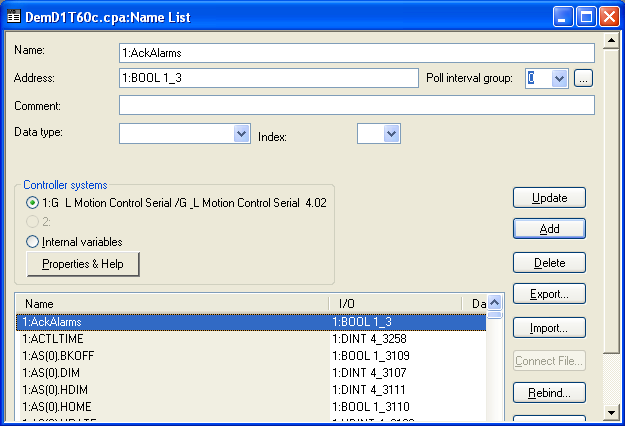 DemD1T60c.cpa:Name List
Name: 1:AckAlarms
Address: 1:BOOL 1_3 Poll interval group: 0 ...
Comment:
Data type: Index:
Controller systems
1:G L Motion Control Serial /G _L Motion Control Serial 4.02
2:
Internal variables
Properties & Help
Update
Add
Delete
Export...
Import...
Connect File...
Rebind...
Name I/O Da
1:AckAlarms 1:BOOL 1_3
1:ACTLTIME 1:DINT 4_3258
1:AS(0).BKOFF 1:BOOL 1_3109
1:AS(0).DIM 1:DINT 4_3107
1:AS(0).HDIM 1:DINT 4_3111
1:AS(0).HOME 1:BOOL 1_3110